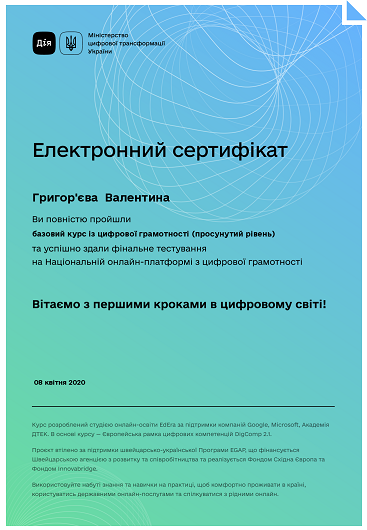 Дія
Міністерство
цифрової трансформації
України
Електронний сертифікат
Григор'єва Валентина
Ви повністю пройшли
базовий курс із цифрової грамотності (просунутий рівень)
та успішно здали фінальне тестування
на Національній онлайн-платформі з цифрової грамотності
Вітаємо з першими кроками в цифровому світі!
08 квітня 2020
Курс розроблений студією онлайн-освіти EdEra за підтримки компаній Google, Microsoft, Академія
ДТЕК. В основі курсу — Європейська рамка цифрових компетенцій DigComp 2.1.
Проєкт втілено за підтримки швейцарсько-української Програми EGAP, що фінансується
Швейцарською агенцією з розвитку та співробітництва та реалізується Фондом Східна Європа та
Фондом Innovabridge.
Використовуйте набуті знання та навички на практиці, щоб комфортно проживати в країні,
користуватись державними онлайн-послугами та спілкуватися з рідними онлайн.